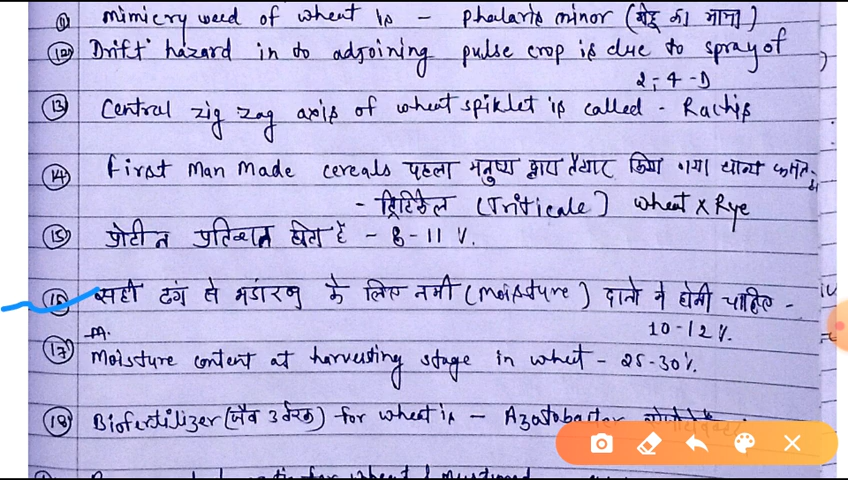 mimicry weed of wheat is - phalaris minor (गेहूं का मामा)
(12) Drift hazard in to adjoining pulse crop is due to spray of
2,-4-D
(13) Central zig zag axis of wheat spiklet is called - Rachis
(14) First Man Made cereals पहला मनुष्य द्वारा तैयार किया गया धान्य फसल
- ट्रिटिकेल (Triticale) wheat x Rye
(15) प्रोटीन प्रतिशत होता है - 8-11 %.
(16) सही ढंग से भंडारण के लिए नमी (moisture) दानो में होनी चाहिए -
10-12%.
(17) Moisture content at harvesting stage in whet - 25-30%.
(18) Biofertilizer (जैव उर्वरक) for wheat is - Azotobacter